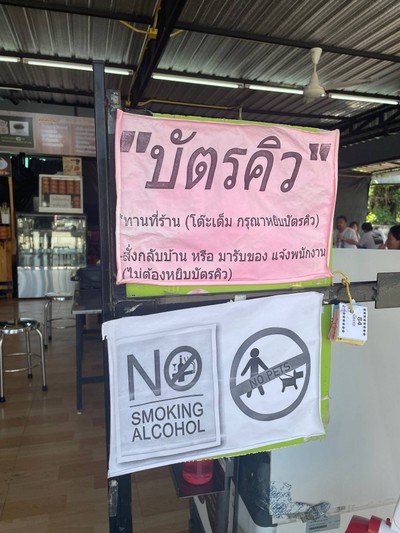 "บัตรคิว"
ทานที่ร้าน (โต๊ะเต็ม กรุณาหยิบบัตรคิว)
-สั่งกลับบ้าน หรือ มารับของ แจ้งพนักงาน
(ไม่ต้องหยิบบัตรคิว)
NO
SMOKING
ALCOHOL
NO PETS
84